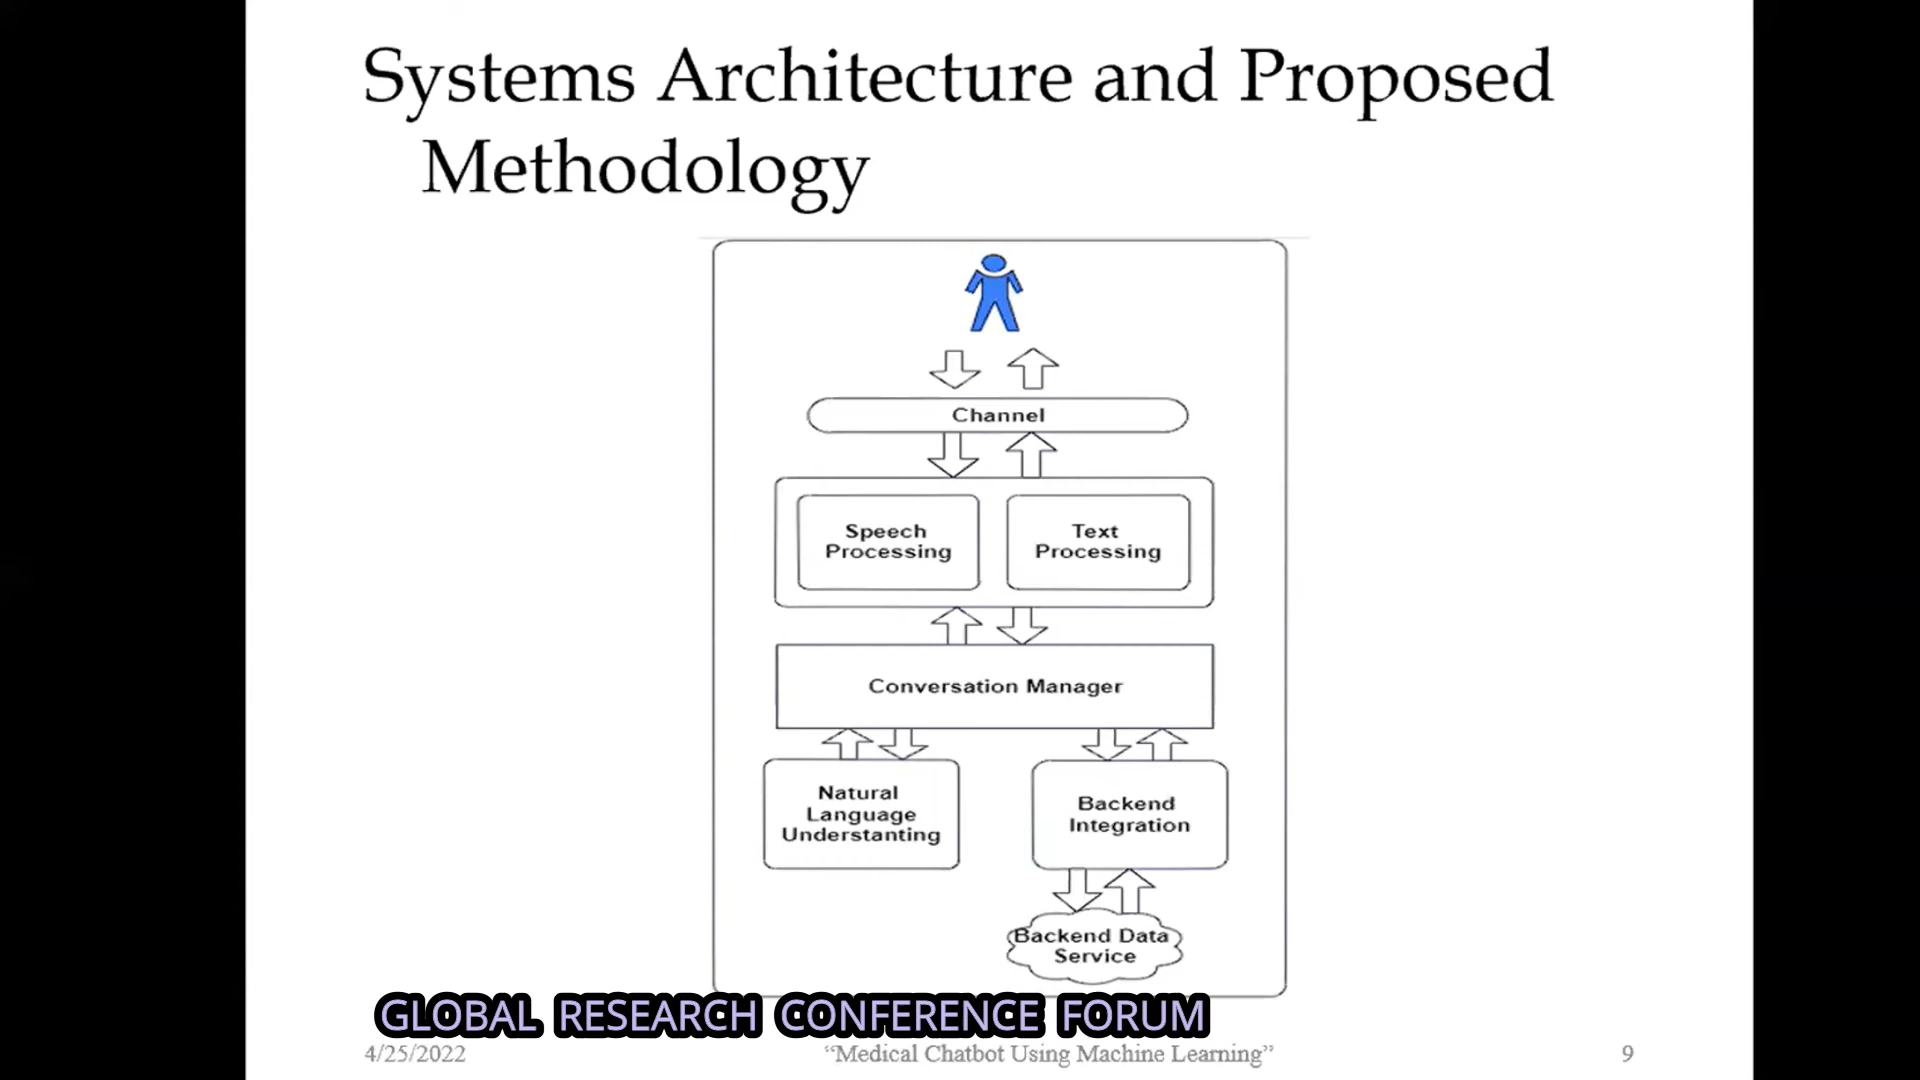 Systems Architecture and Proposed
Methodology
Channel
Speech
Processing
Text
Processing
Conversation Manager
Natural
Language
Understanting
Backend
Integration
Backend Data
Service
GLOBAL RESEARCH CONFERENCE FORUM
4/25/2022
“Medical Chatbot Using Machine Learning”
9